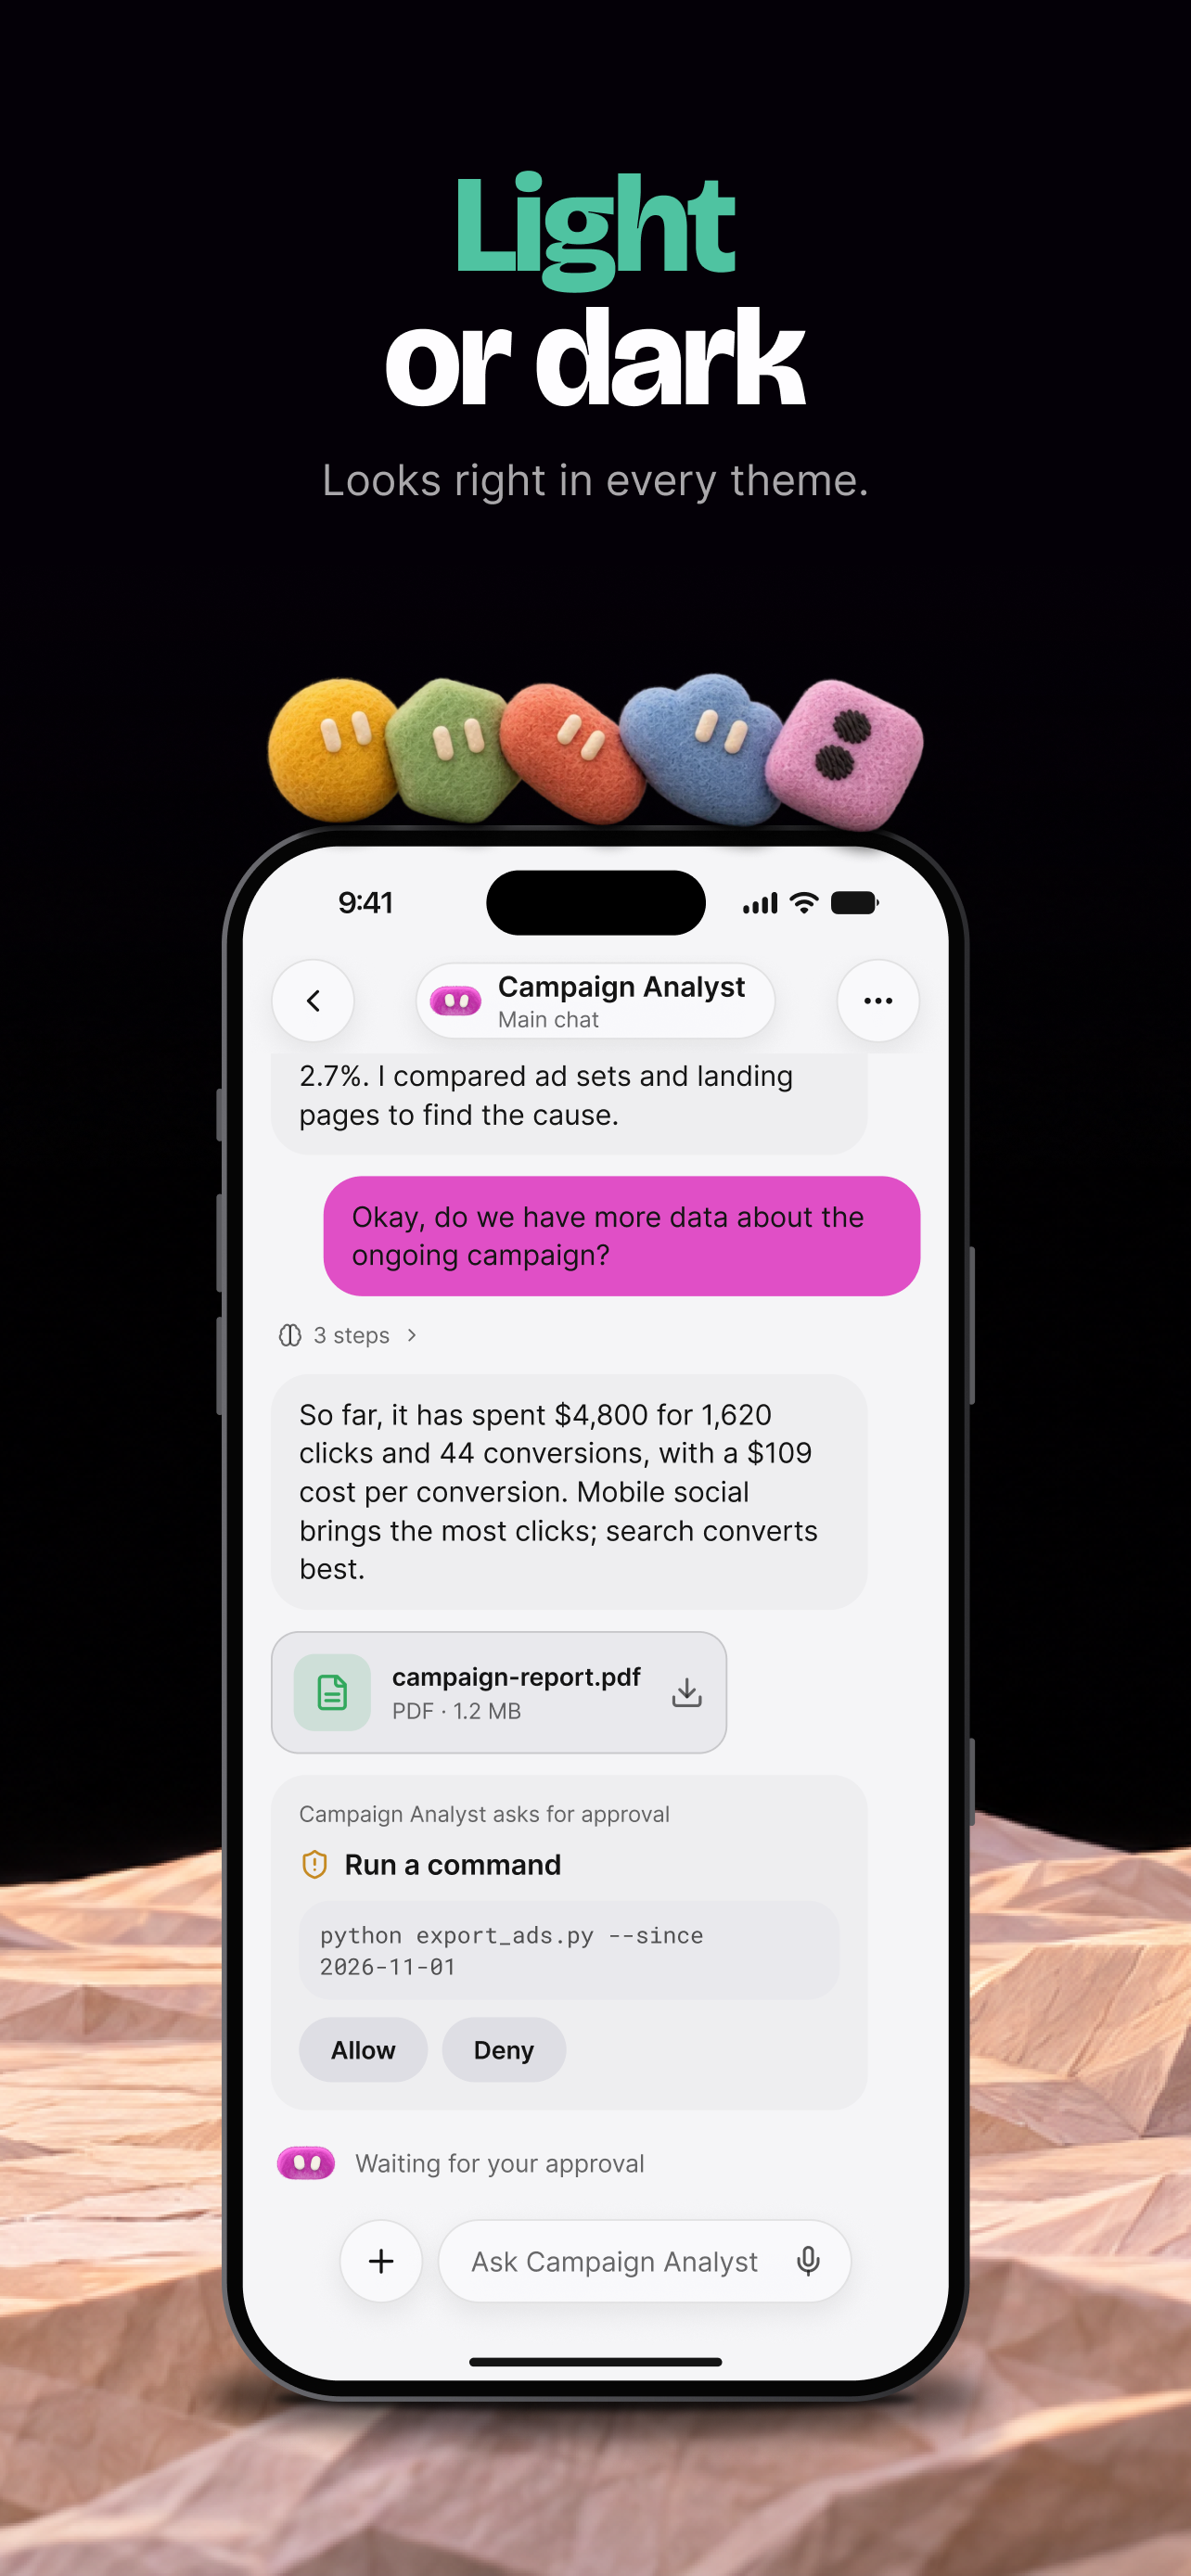 Light
or dark
Looks right in every theme.
9:41
Campaign Analyst
Main chat
2.7%. I compared ad sets and landing
pages to find the cause.
Okay, do we have more data about the
ongoing campaign?
3 steps
So far, it has spent $4,800 for 1,620
clicks and 44 conversions, with a $109
cost per conversion. Mobile social
brings the most clicks; search converts
best.
campaign-report.pdf
PDF · 1.2 MB
Campaign Analyst asks for approval
Run a command
python export_ads.py --since
2026-11-01
Allow
Deny
Waiting for your approval
Ask Campaign Analyst